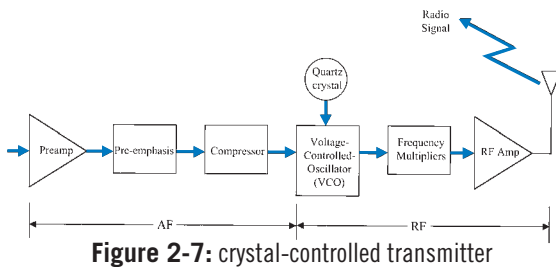 Radio
Signal
Quartz
crystal
Preamp
Pre-emphasis
Compressor
Voltage-
Controlled-
Oscillator
(VCO)
Frequency
Multipliers
RF Amp
AF
RF
Figure 2-7: crystal-controlled transmitter